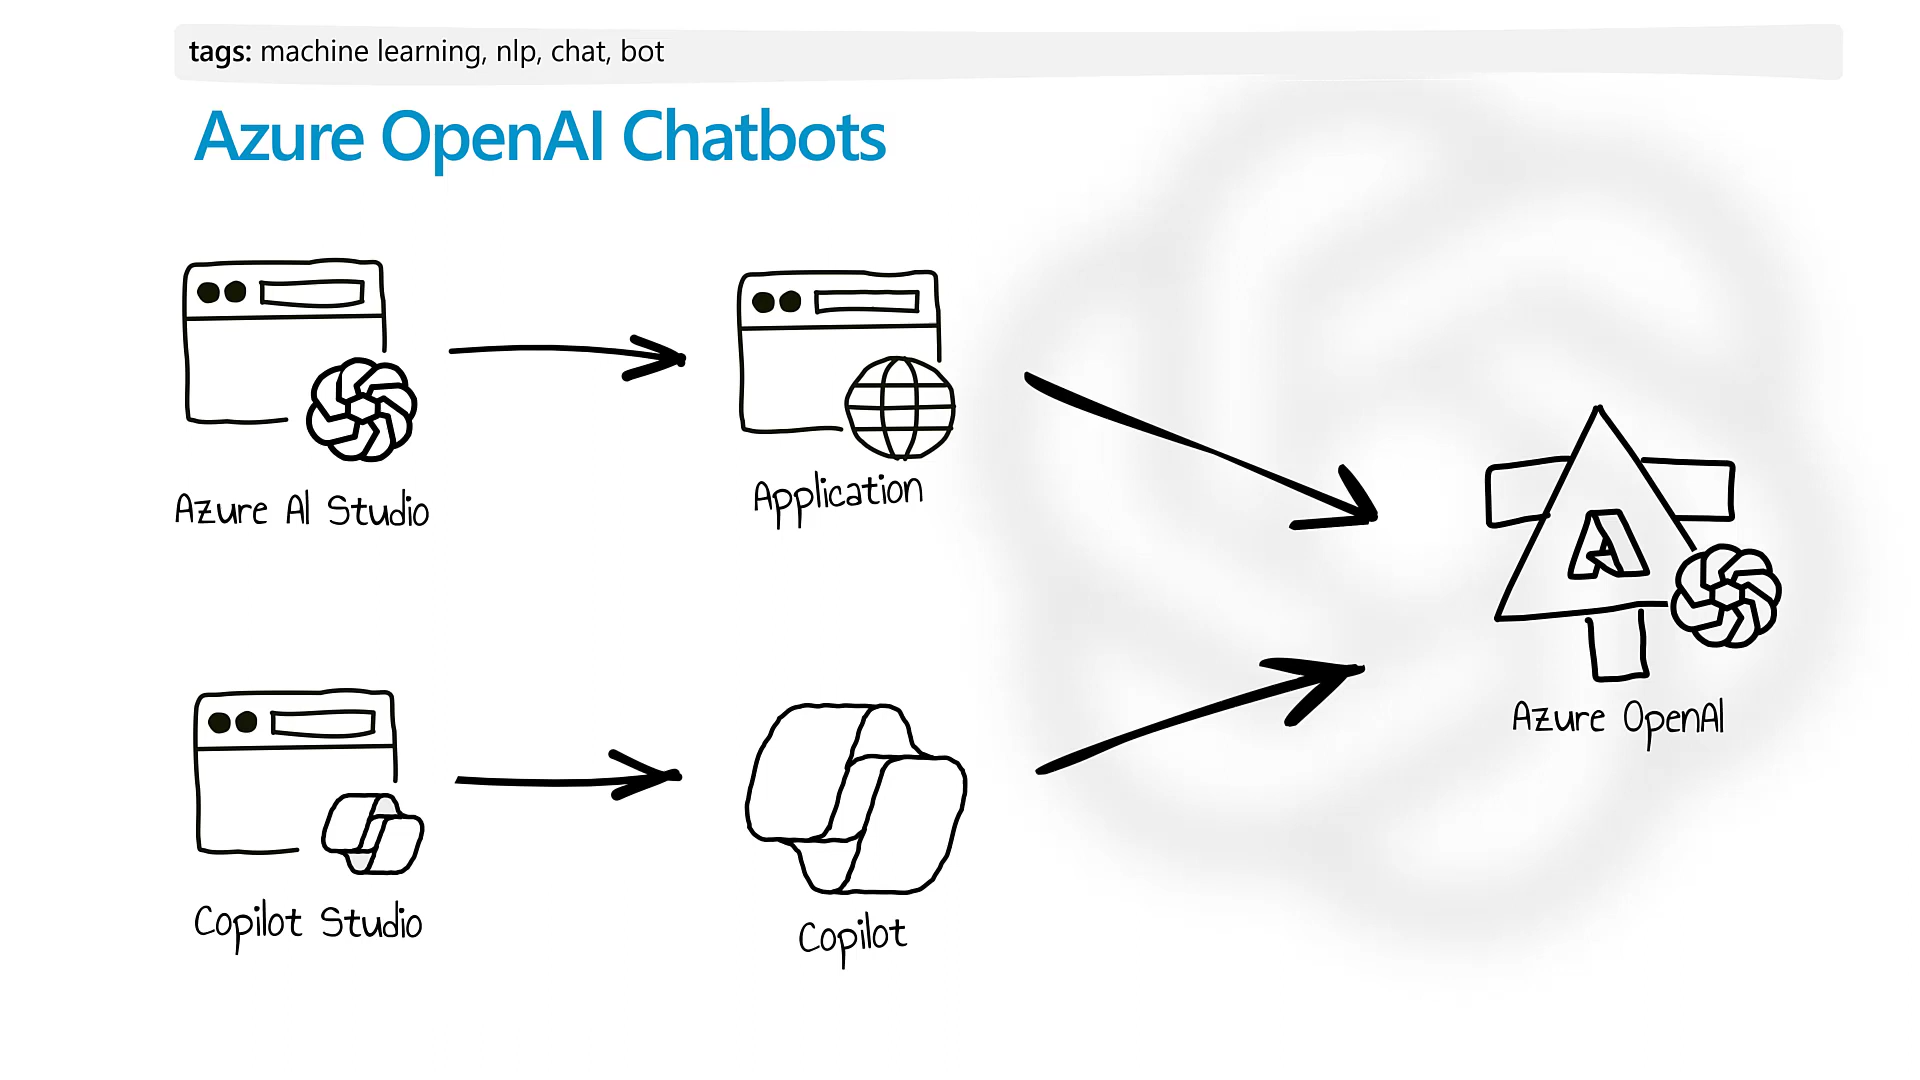 tags: machine learning, nlp, chat, bot
Azure OpenAI Chatbots
Azure AI Studio
Application
Azure OpenAI
Copilot Studio
Copilot